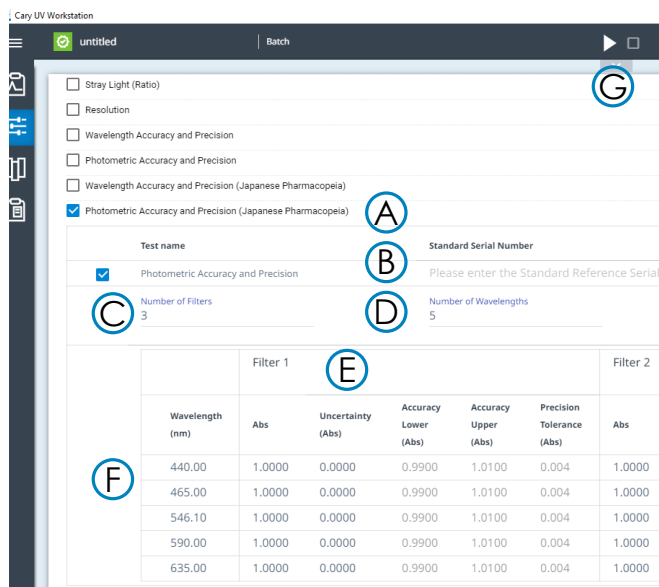 Cary UV Workstation
untitled Batch
G
Stray Light (Ratio)
Resolution
Wavelength Accuracy and Precision
Photometric Accuracy and Precision
Wavelength Accuracy and Precision (Japanese Pharmacopeia)
Photometric Accuracy and Precision (Japanese Pharmacopeia) A
Test name Standard Serial Number
B
Photometric Accuracy and Precision Please enter the Standard Reference Serial
C Number of Filters D Number of Wavelengths
3 5
Filter 1 E Filter 2
Wavelength (nm) Abs Uncertainty (Abs) Accuracy Lower (Abs) Accuracy Upper (Abs) Precision Tolerance (Abs) Abs
F
440.00 1.0000 0.0000 0.9900 1.0100 0.004 1.0000
465.00 1.0000 0.0000 0.9900 1.0100 0.004 1.0000
546.10 1.0000 0.0000 0.9900 1.0100 0.004 1.0000
590.00 1.0000 0.0000 0.9900 1.0100 0.004 1.0000
635.00 1.0000 0.0000 0.9900 1.0100 0.004 1.0000